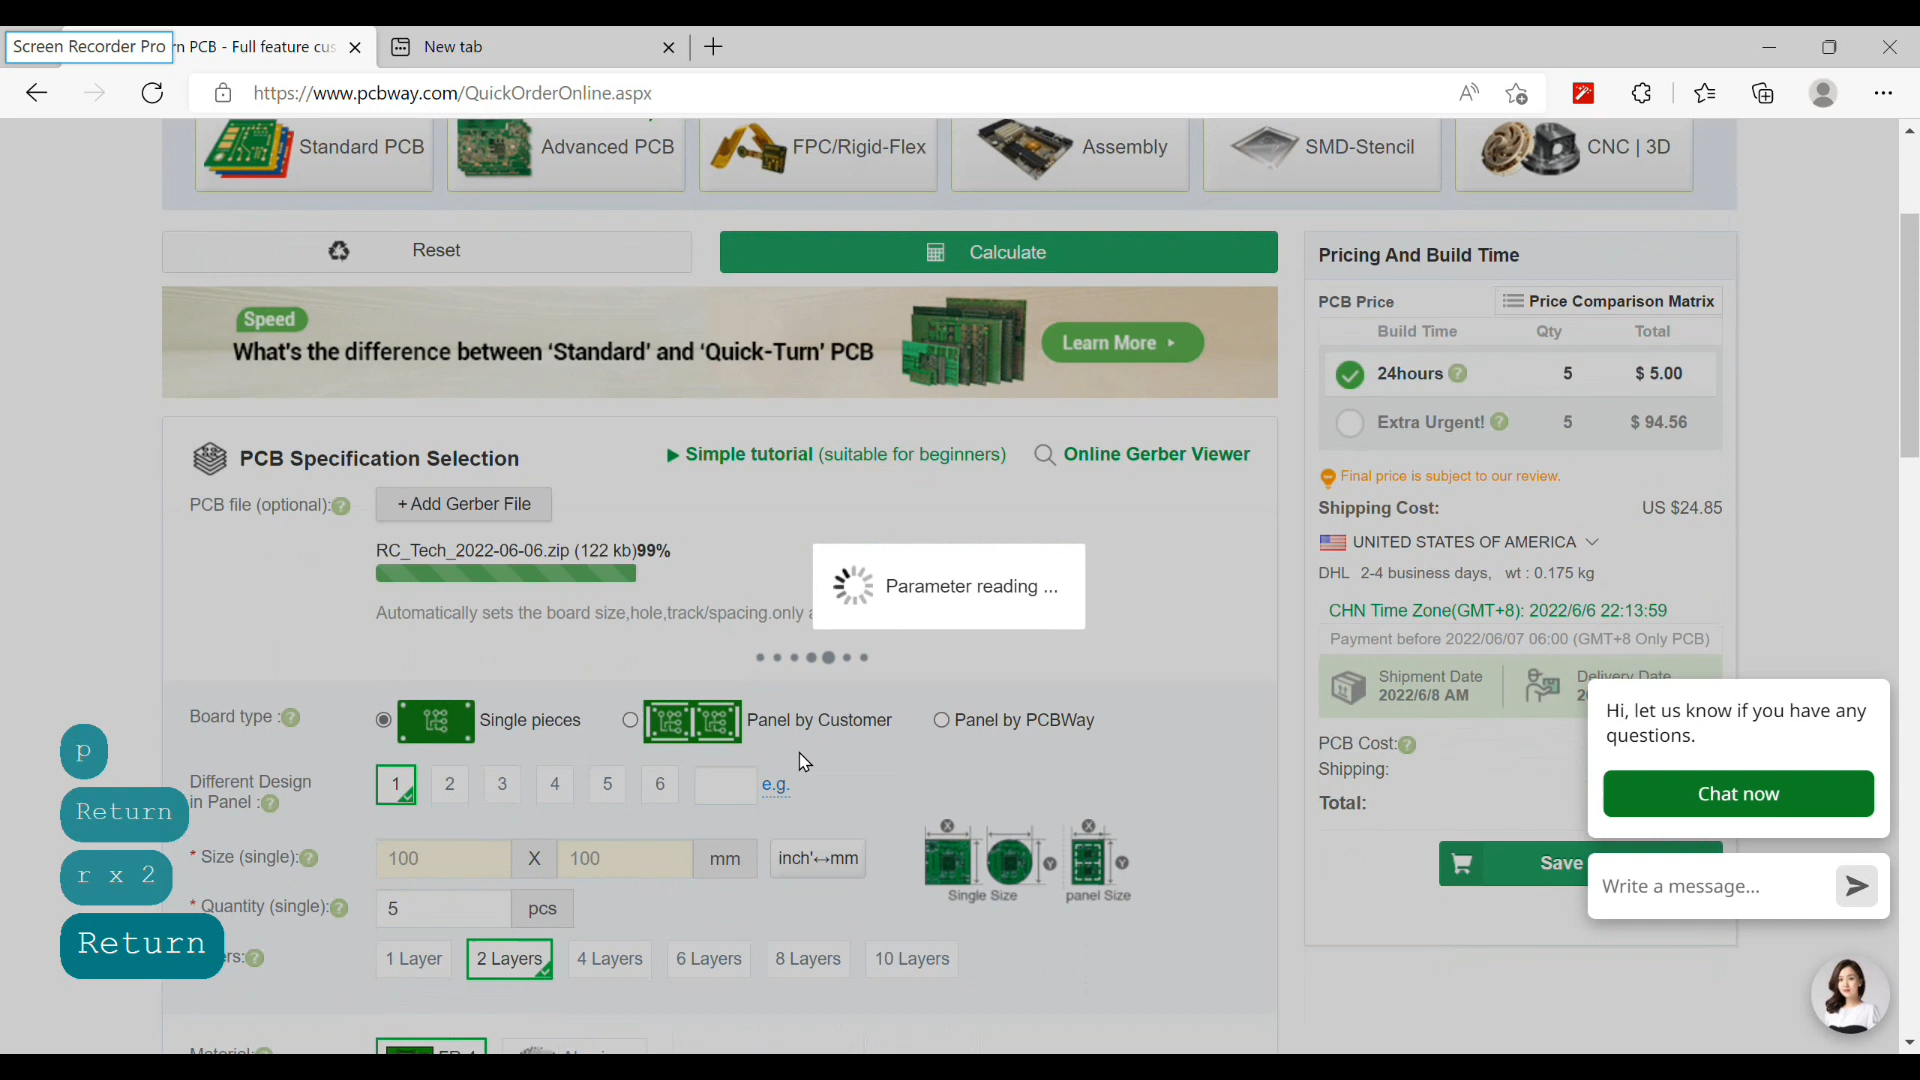 Screen Recorder Pro
rn PCB - Full feature cus
New tab
https://www.pcbway.com/QuickOrderOnline.aspx
Standard PCB
Advanced PCB
FPC/Rigid-Flex
Assembly
SMD-Stencil
CNC | 3D
Reset
Calculate
Speed
What's the difference between 'Standard' and 'Quick-Turn' PCB
Learn More
PCB Specification Selection
Simple tutorial (suitable for beginners)
Online Gerber Viewer
PCB file (optional):?
+ Add Gerber File
RC_Tech_2022-06-06.zip (122 kb)99%
Automatically sets the board size,hole,track/spacing.only
Parameter reading ...
Board type :?
Single pieces
Panel by Customer
Panel by PCBWay
Different Design
in Panel :?
1
2
3
4
5
6
e.g.
* Size (single):?
100
X
100
mm
inch'↔mm
X
Y
Single Size
X
Y
panel Size
* Quantity (single):?
5
pcs
rs:?
1 Layer
2 Layers
4 Layers
6 Layers
8 Layers
10 Layers
p
Return
r x 2
Return
Pricing And Build Time
PCB Price
Price Comparison Matrix
Build Time
Qty
Total
24hours ?
5
$ 5.00
Extra Urgent! ?
5
$ 94.56
Final price is subject to our review.
Shipping Cost:
US $24.85
UNITED STATES OF AMERICA
DHL 2-4 business days, wt : 0.175 kg
CHN Time Zone(GMT+8): 2022/6/6 22:13:59
Payment before 2022/06/07 06:00 (GMT+8 Only PCB)
Shipment Date
2022/6/8 AM
Delivery Date
PCB Cost:?
Shipping:
Total:
Save
Hi, let us know if you have any
questions.
Chat now
Write a message...